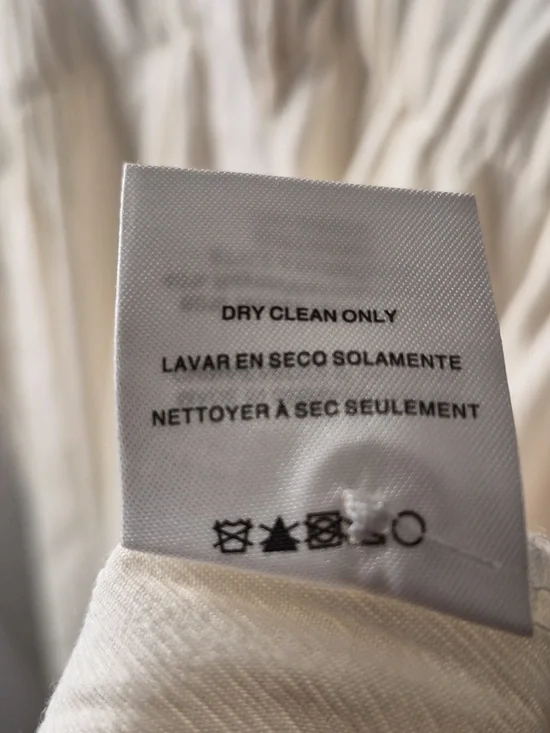 DRY CLEAN ONLY
LAVAR EN SECO SOLAMENTE
NETTOYER À SEC SEULEMENT